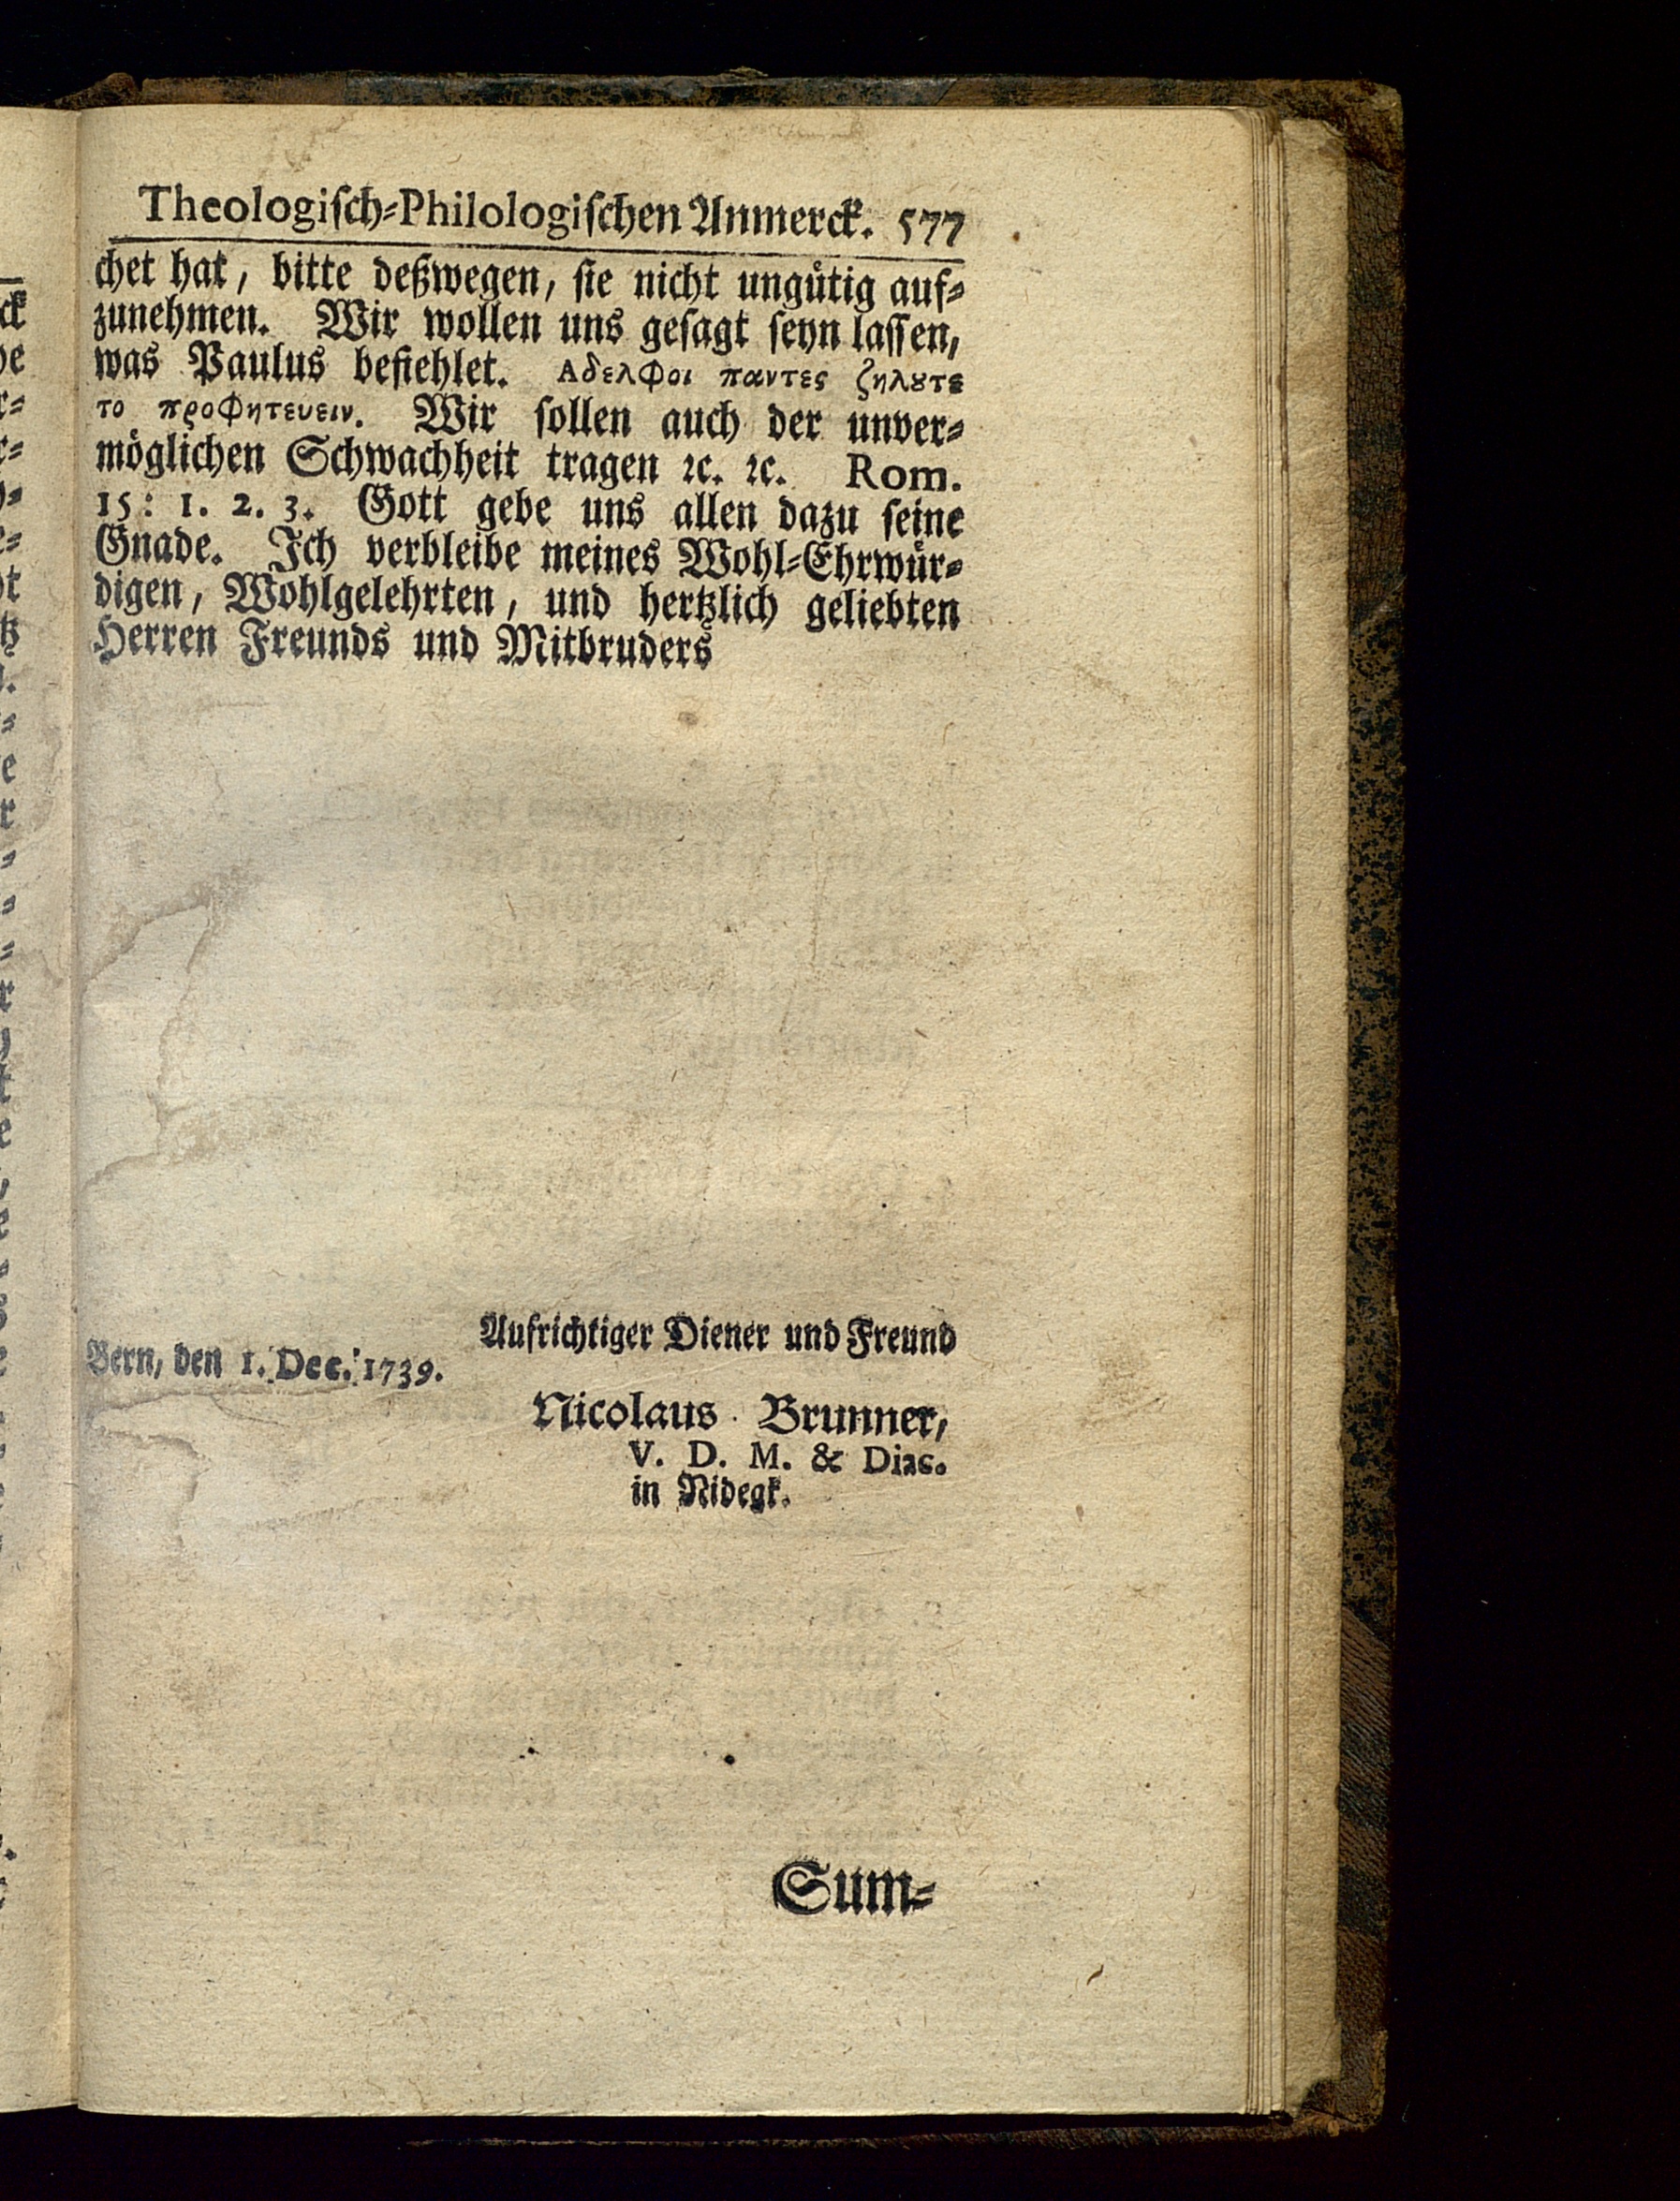 Theologiſch-Philologiſchen Anmerck. 577
chet hat, bitte deßwegen, ſie nicht ungütig auf-
zunehmen. Wir wollen uns geſagt ſeyn laſſen,
was Paulus befiehlet. Αδελφοι παντες ζηλȣτε
το προφητευειν. Wir ſollen auch der unver-
möglichen Schwachheit tragen ꝛc. ꝛc. Rom.
15: 1. 2. 3. Gott gebe uns allen dazu ſeine
Gnade. Ich verbleibe meines Wohl-Ehrwür-
digen, Wohlgelehrten, und hertzlich geliebten
Herren Freunds und Mitbruders
Aufrichtiger Diener und Freund
Bern, den 1. Dec. 1739.
Nicolaus Brunner,
V. D. M. & Diac.
in Nidegk.
Sum-